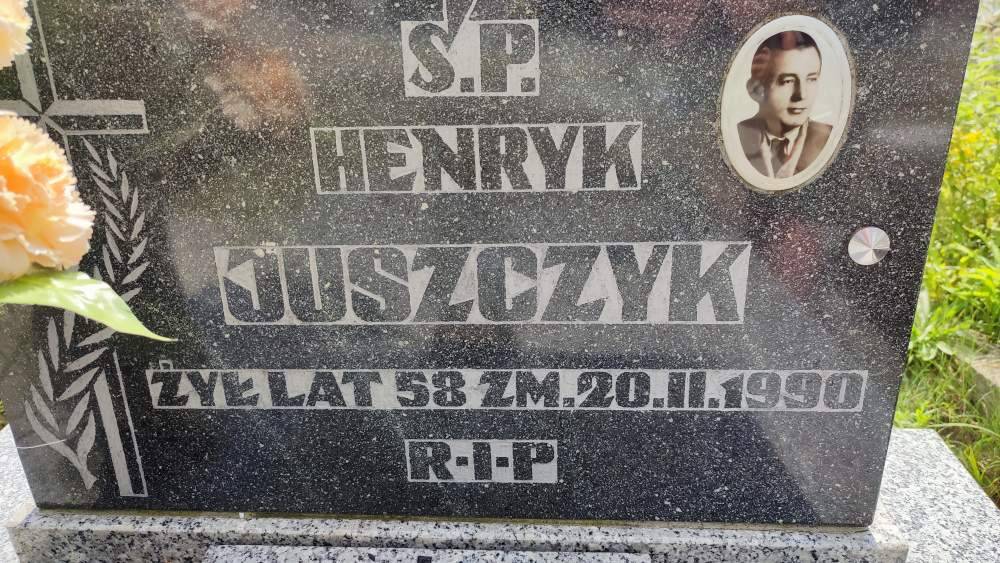 Ś.P.
HENRYK
JUSZCZYK
ŻYŁ LAT 58 ZM. 20.II.1990
R-I-P